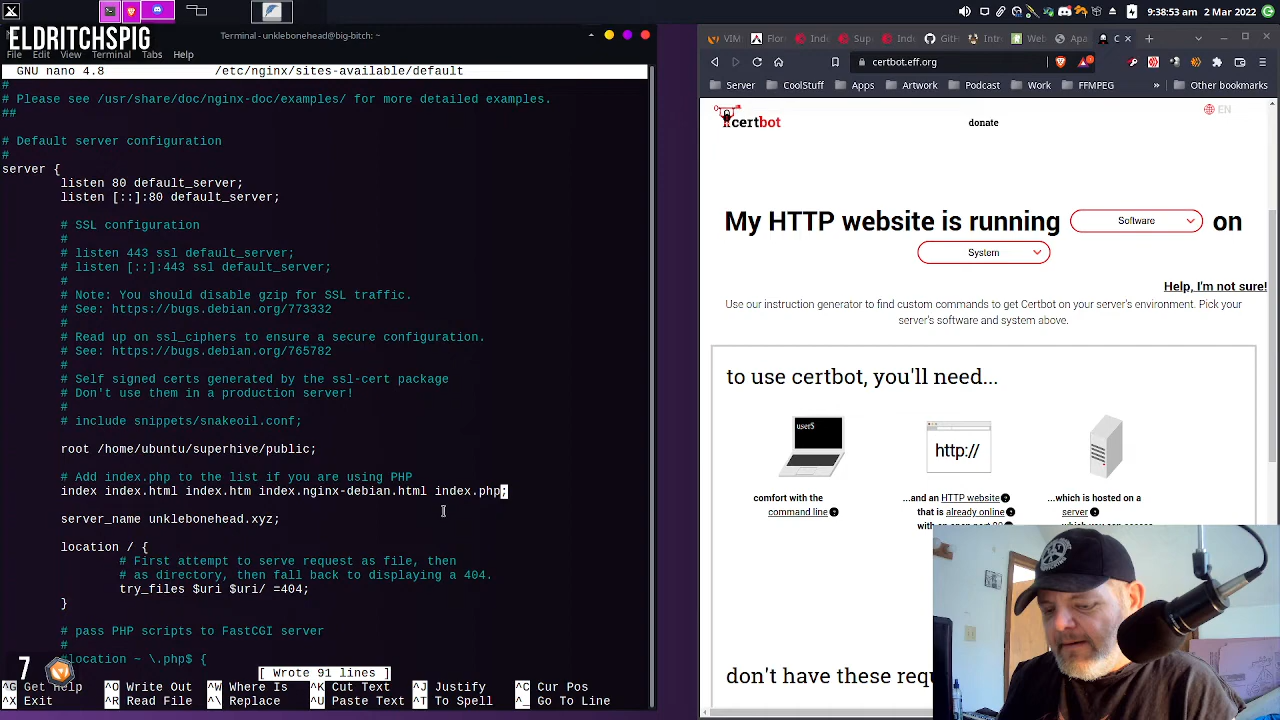 9:38:53 am 2 Mar 2022
ELDRITCHSPIG
Terminal - unklebonehead@big-bitch: ~
File Edit View Terminal Tabs Help
GNU nano 4.8 /etc/nginx/sites-available/default
#
# Please see /usr/share/doc/nginx-doc/examples/ for more detailed examples.
##
# Default server configuration
#
server {
listen 80 default_server;
listen [::]:80 default_server;
# SSL configuration
#
# listen 443 ssl default_server;
# listen [::]:443 ssl default_server;
#
# Note: You should disable gzip for SSL traffic.
# See: https://bugs.debian.org/773332
#
# Read up on ssl_ciphers to ensure a secure configuration.
# See: https://bugs.debian.org/765782
#
# Self signed certs generated by the ssl-cert package
# Don't use them in a production server!
#
# include snippets/snakeoil.conf;
root /home/ubuntu/superhive/public;
# Add index.php to the list if you are using PHP
index index.html index.htm index.nginx-debian.html index.php;
server_name unklebonehead.xyz;
location / {
# First attempt to serve request as file, then
# as directory, then fall back to displaying a 404.
try_files $uri $uri/ =404;
}
# pass PHP scripts to FastCGI server
#
#location ~ \.php$ {
7
[ Wrote 91 lines ]
^G Get Help ^O Write Out ^W Where Is ^K Cut Text ^J Justify ^C Cur Pos
^X Exit ^R Read File ^\ Replace ^U Paste Text ^T To Spell ^_ Go To Line
VIM Flor Inde Sup Inde GitH Intr Web Apa C
certbot.eff.org
Server CoolStuff Apps Artwork Podcast Work FFMPEG » Other Bookmarks
certbot
donate
EN
My HTTP website is running Software on
System
Help, I'm not sure!
Use our instruction generator to find custom commands to get Certbot on your server's environment. Pick your
server's software and system above.
to use certbot, you'll need...
user$
http://
comfort with the
command line
...and an HTTP website
that is already online
...which is hosted on a
server
don't have these requ